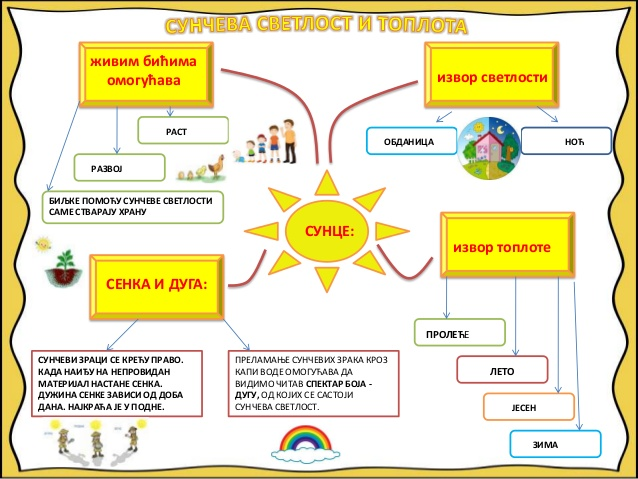 СУНЧЕВА СВЕТЛОСТ И ТОПЛОТА
живим бићима
омогућава
РАСТ
РАЗВОЈ
БИЉКЕ ПОМОЋУ СУНЧЕВЕ СВЕТЛОСТИ
САМЕ СТВАРАЈУ ХРАНУ
извор светлости
ОБДАНИЦА
НОЋ
СУНЦЕ:
извор топлоте
ПРОЛЕЋЕ
ЛЕТО
ЈЕСЕН
ЗИМА
СЕНКА И ДУГА:
СУНЧЕВИ ЗРАЦИ СЕ КРЕЋУ ПРАВО.
КАДА НАИЂУ НА НЕПРОВИДАН
МАТЕРИЈАЛ НАСТАНЕ СЕНКА.
ДУЖИНА СЕНКЕ ЗАВИСИ ОД ДОБА
ДАНА. НАЈКРАЋА ЈЕ У ПОДНЕ.
ПРЕЛАМАЊЕ СУНЧЕВИХ ЗРАКА КРОЗ
КАПИ ВОДЕ ОМОГУЋАВА ДА
ВИДИМО ЧИТАВ СПЕКТАР БОЈА -
ДУГУ, ОД КОЈИХ СЕ САСТОЈИ
СУНЧЕВА СВЕТЛОСТ.